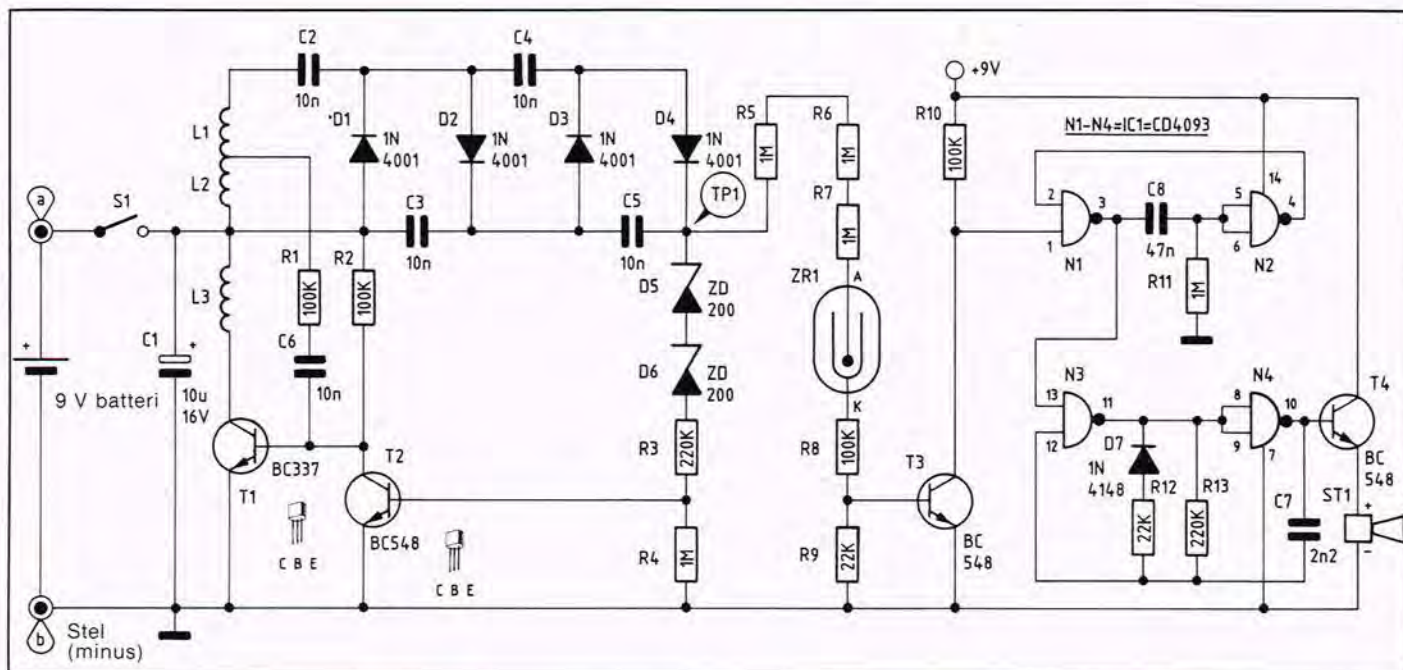 C2
10n
C4
10n
L1
L2
L3
D1
1N
4001
D2
1N
4001
D3
1N
4001
D4
1N
4001
TP1
a
S1
C3
10n
C5
10n
R1
100K
R2
100K
C1
+
10u
16V
C6
10n
+
9 V batteri
BC337
T1
C B E
T2
BC548
C B E
b
Stel
(minus)
D5
ZD
200
D6
ZD
200
R3
220K
R4
1M
R5
1M
R6
1M
R7
1M
ZR1
A
K
R8
100K
R9
22K
T3
BC
548
+9V
R10
100K
N1-N4=IC1=CD4093
2
1
3
N1
C8
47n
R11
1M
5
6
14
4
N2
13
12
N3
11
D7
1N
4148
R12
22K
R13
220K
8
9
N4
10
7
C7
2n2
T4
BC
548
ST1
+
-